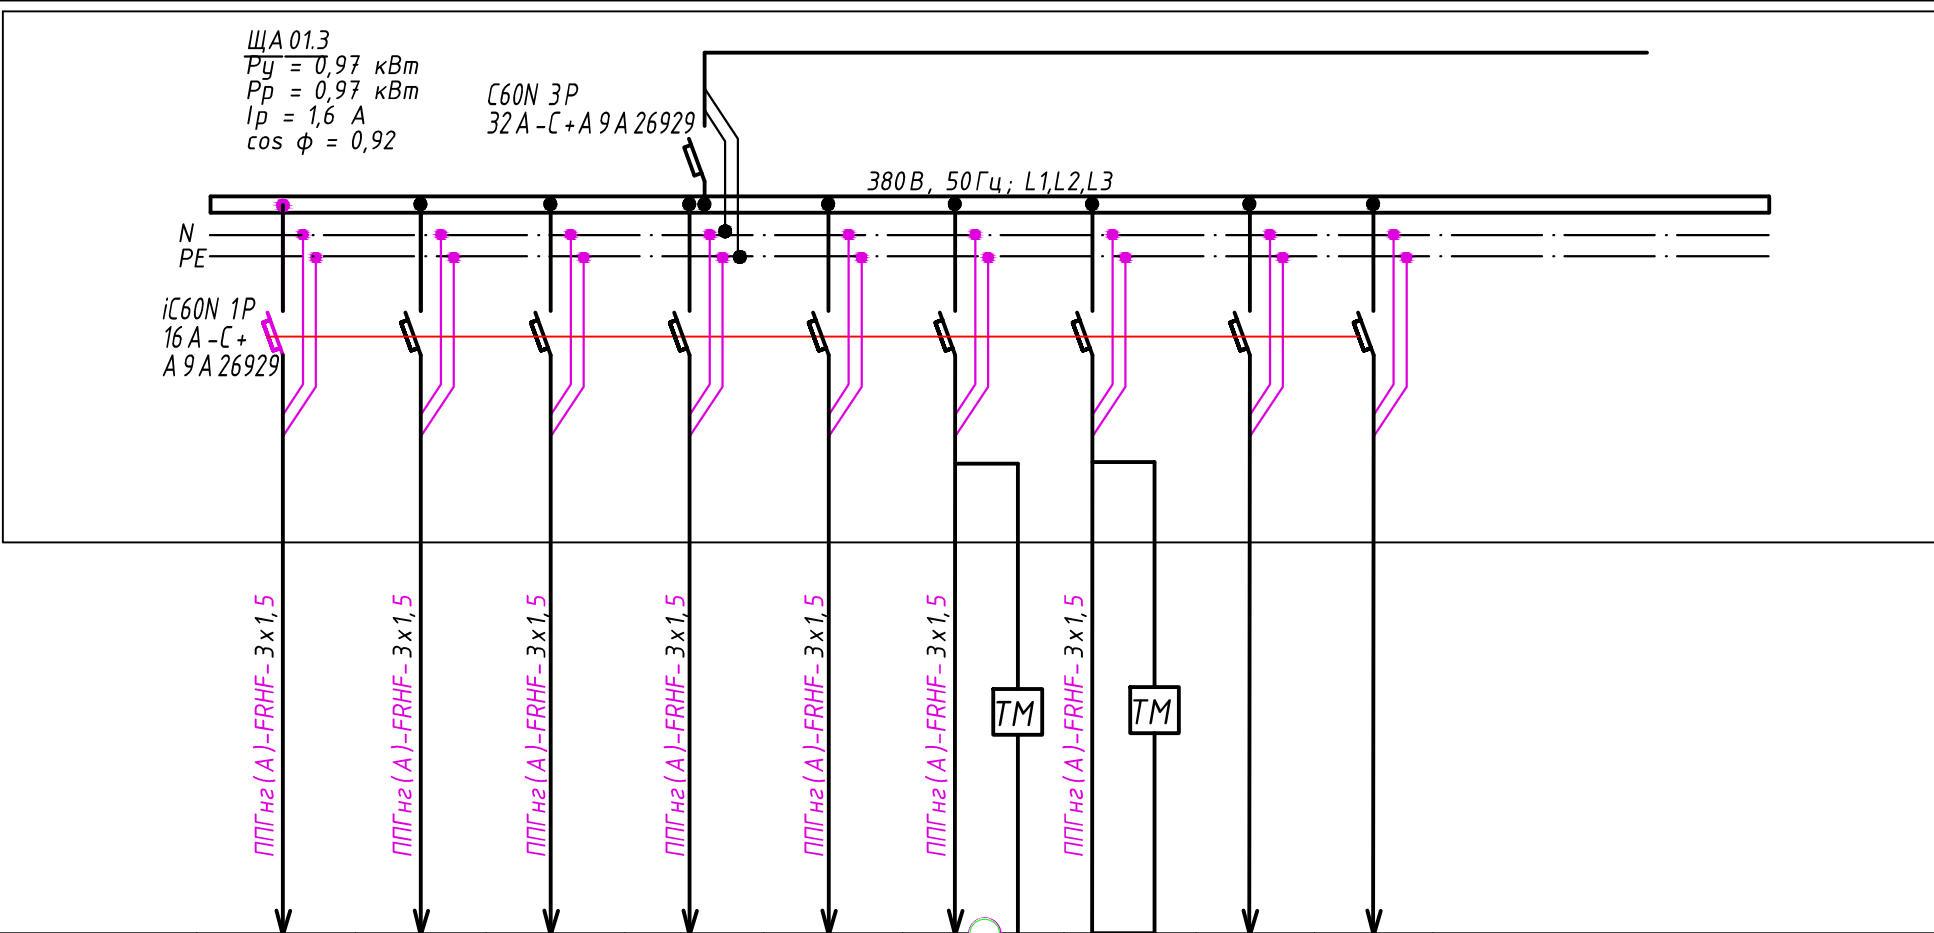 ЩА 01.3
Ру = 0,97 кВт
Рр = 0,97 кВт
Iр = 1,6 А
cos ф = 0,92
C60N 3P
32А-С+А9А26929
380В, 50Гц; L1,L2,L3
N
PE
iC60N 1P
16А-С+
А9А26929
ППГнг(А)-FRHF-3х1,5
ППГнг(А)-FRHF-3х1,5
ППГнг(А)-FRHF-3х1,5
ППГнг(А)-FRHF-3х1,5
ППГнг(А)-FRHF-3х1,5
ППГнг(А)-FRHF-3х1,5
ППГнг(А)-FRHF-3х1,5
ТМ
ТМ